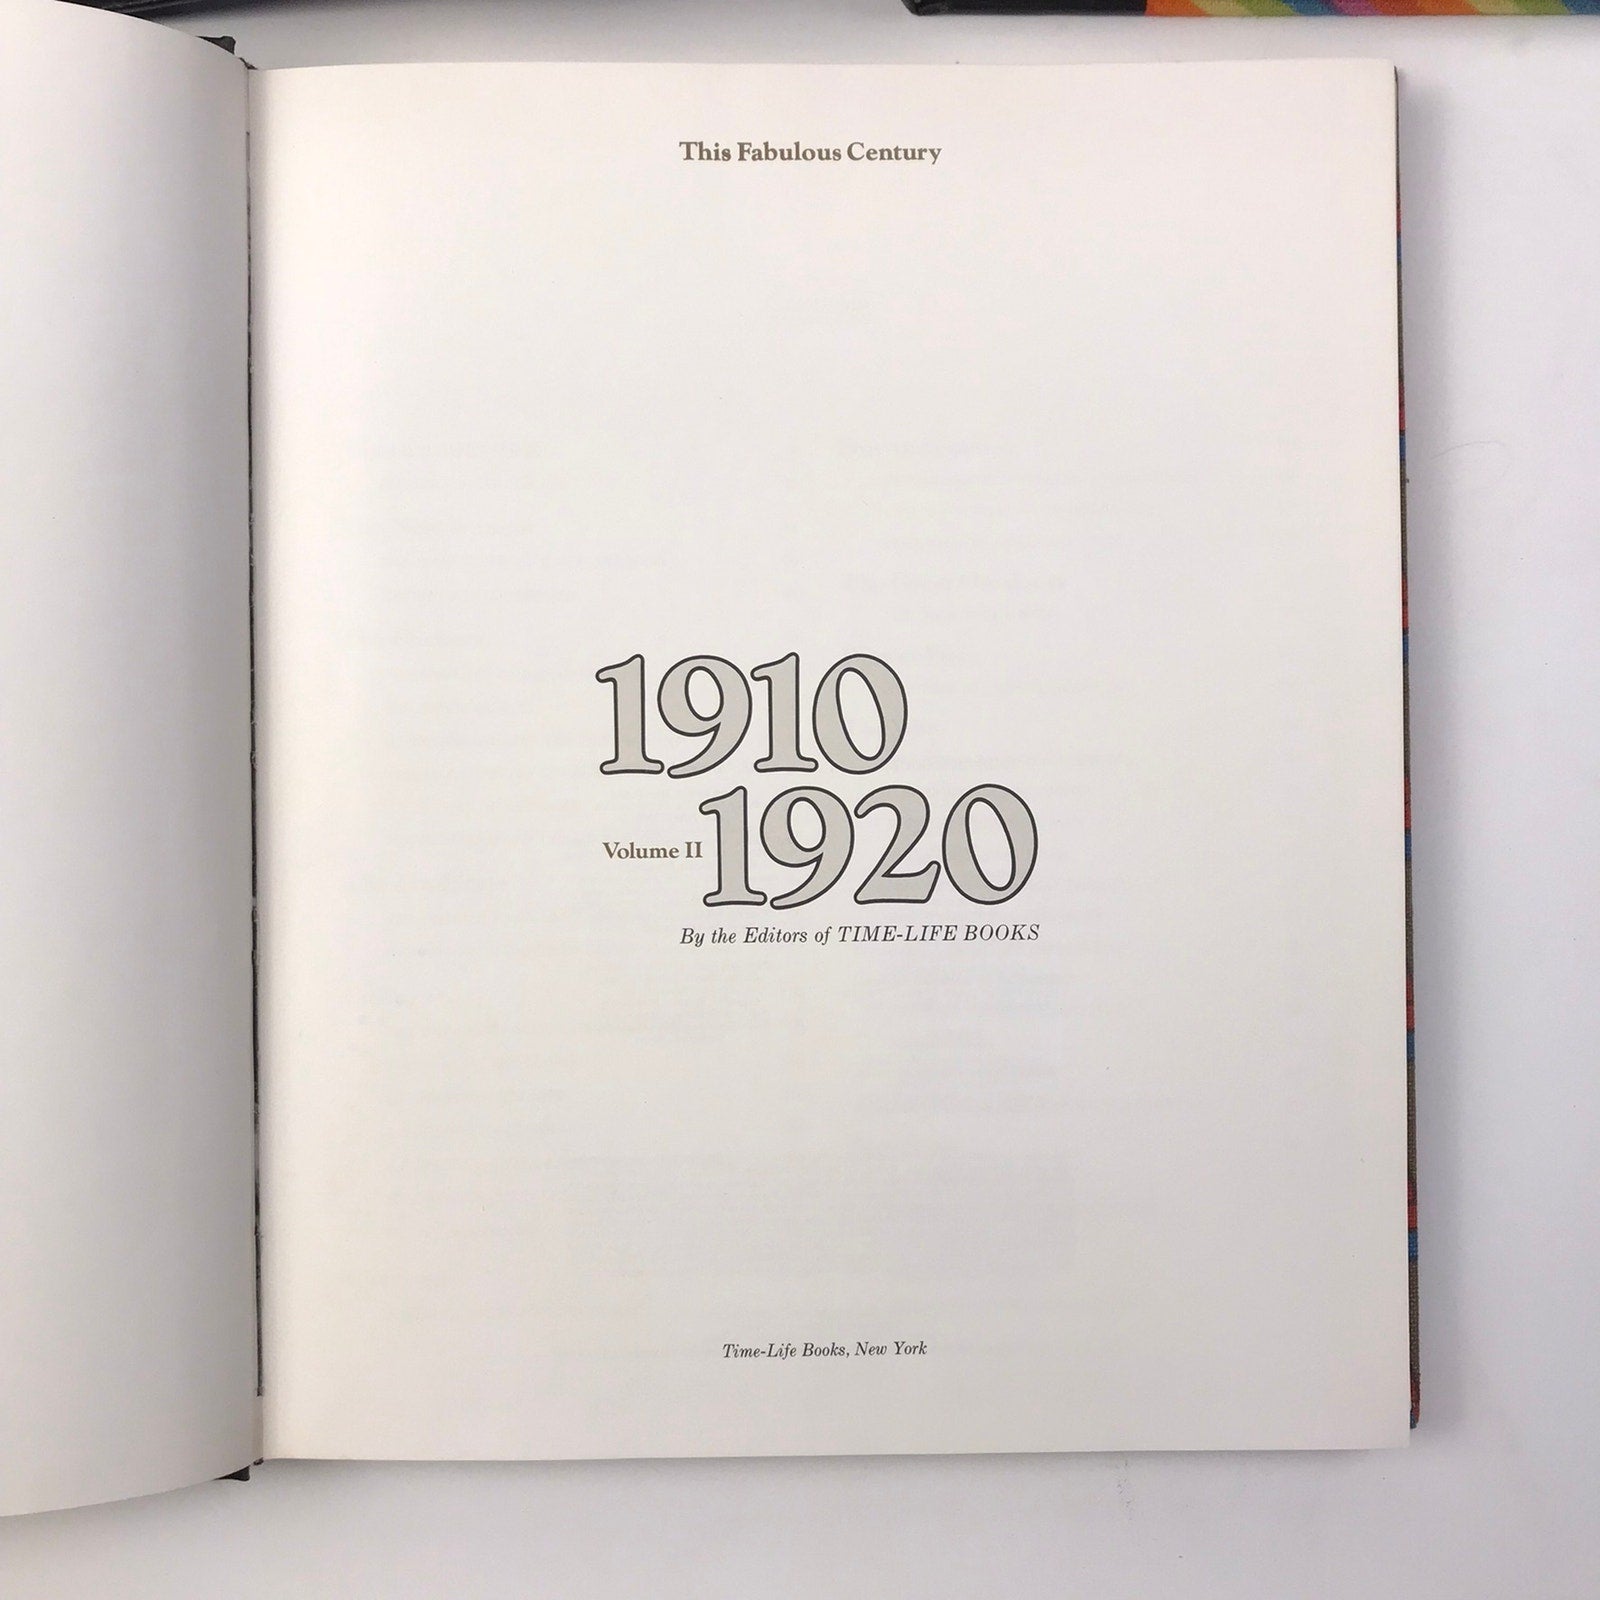 This Fabulous Century
1910
Volume II 1920
By the Editors of TIME-LIFE BOOKS
Time-Life Books, New York